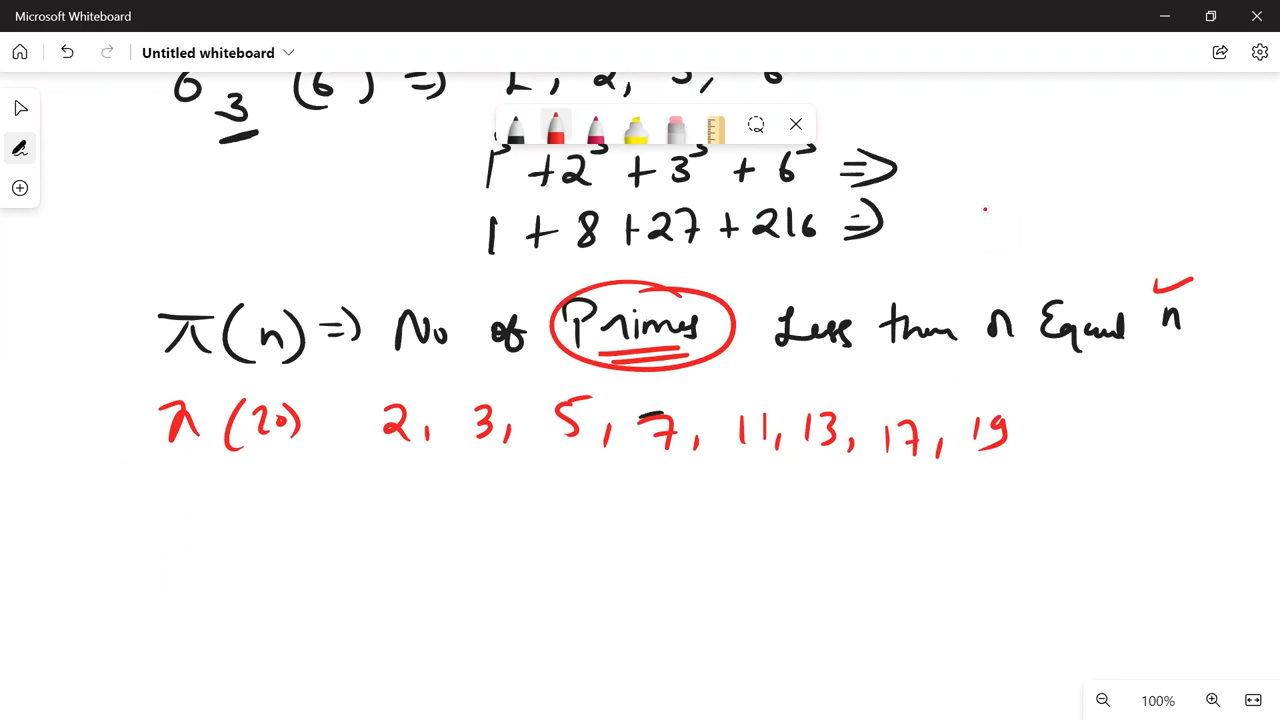 Microsoft Whiteboard
Untitled whiteboard
σ3 (6) => 1, 2, 3, 6
1³ + 2³ + 3³ + 6³ =>
1 + 8 + 27 + 216 =>
π(n) => No of Primes Less than or Equal n
π(20) 2, 3, 5, 7, 11, 13, 17, 19
100%